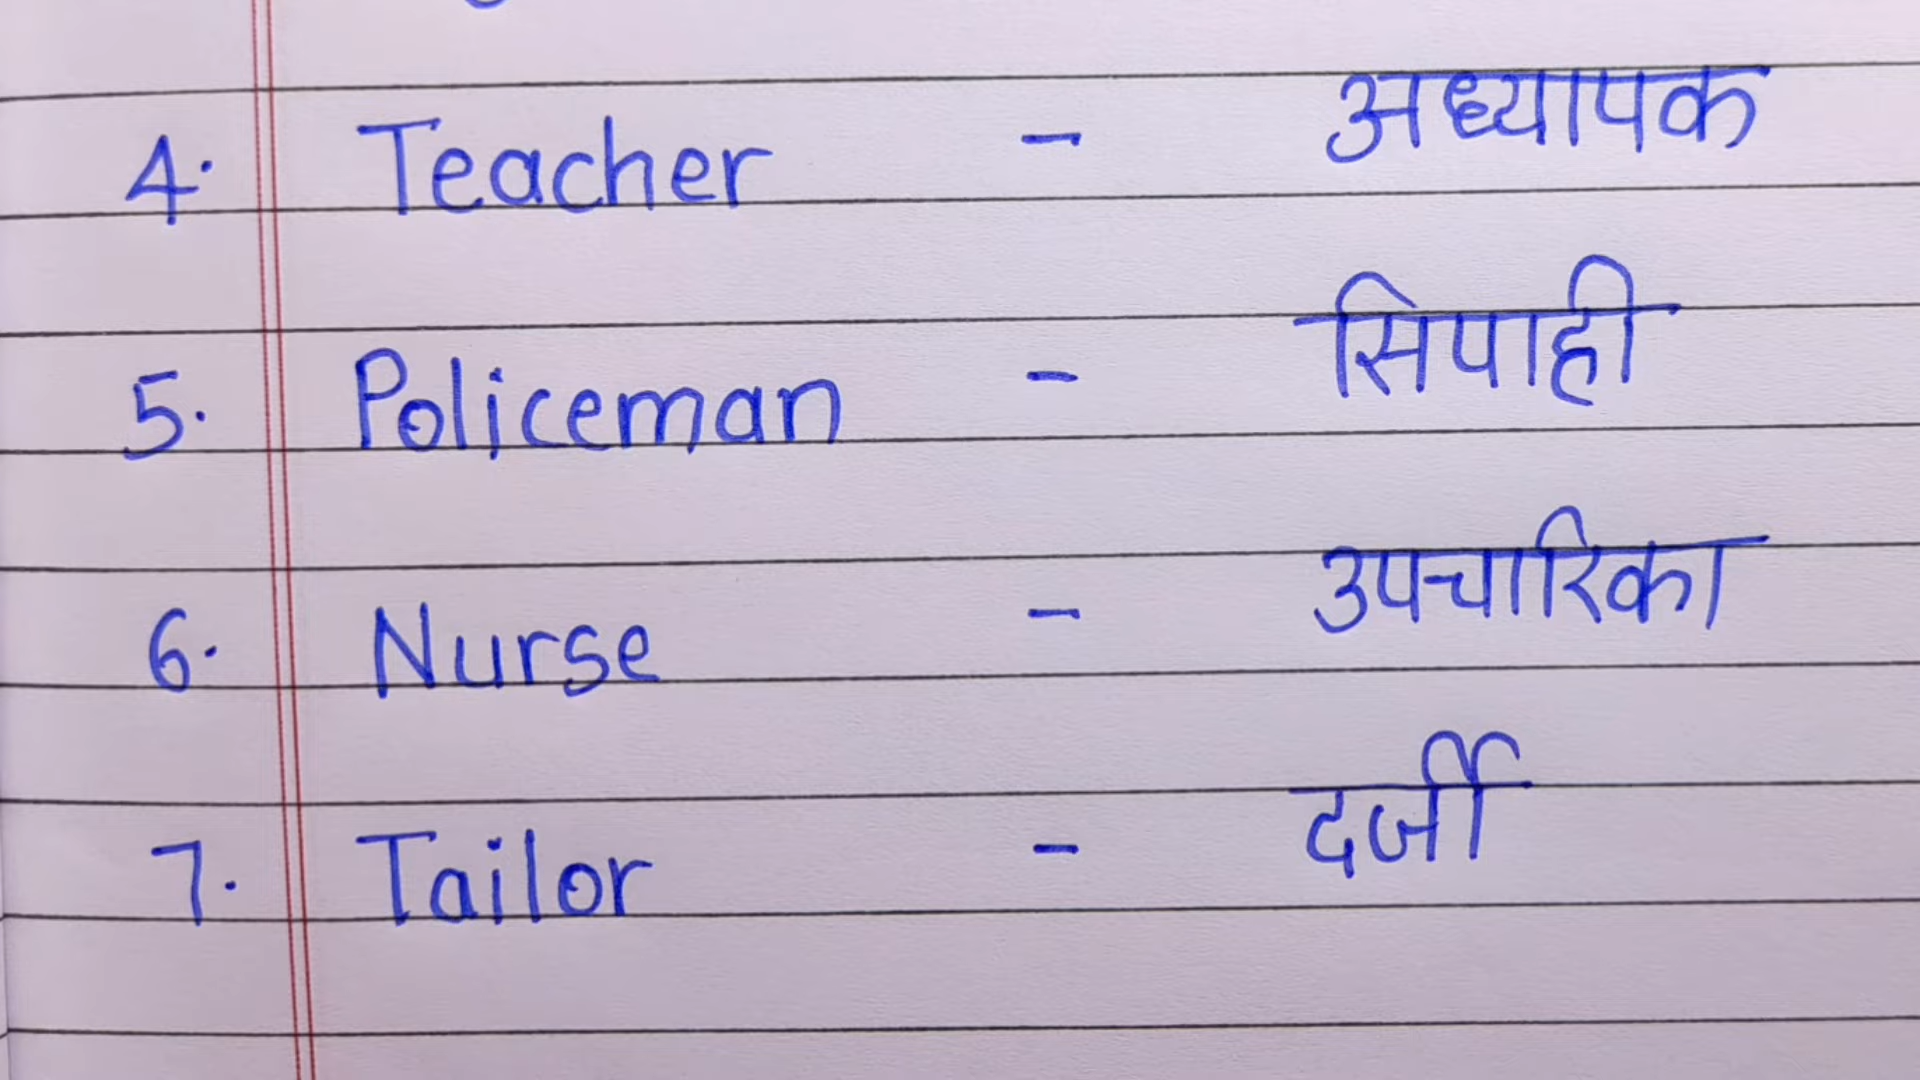 4. Teacher - अध्यापक
5. Policeman - सिपाही
6. Nurse - उपचारिका
7. Tailor - दर्जी